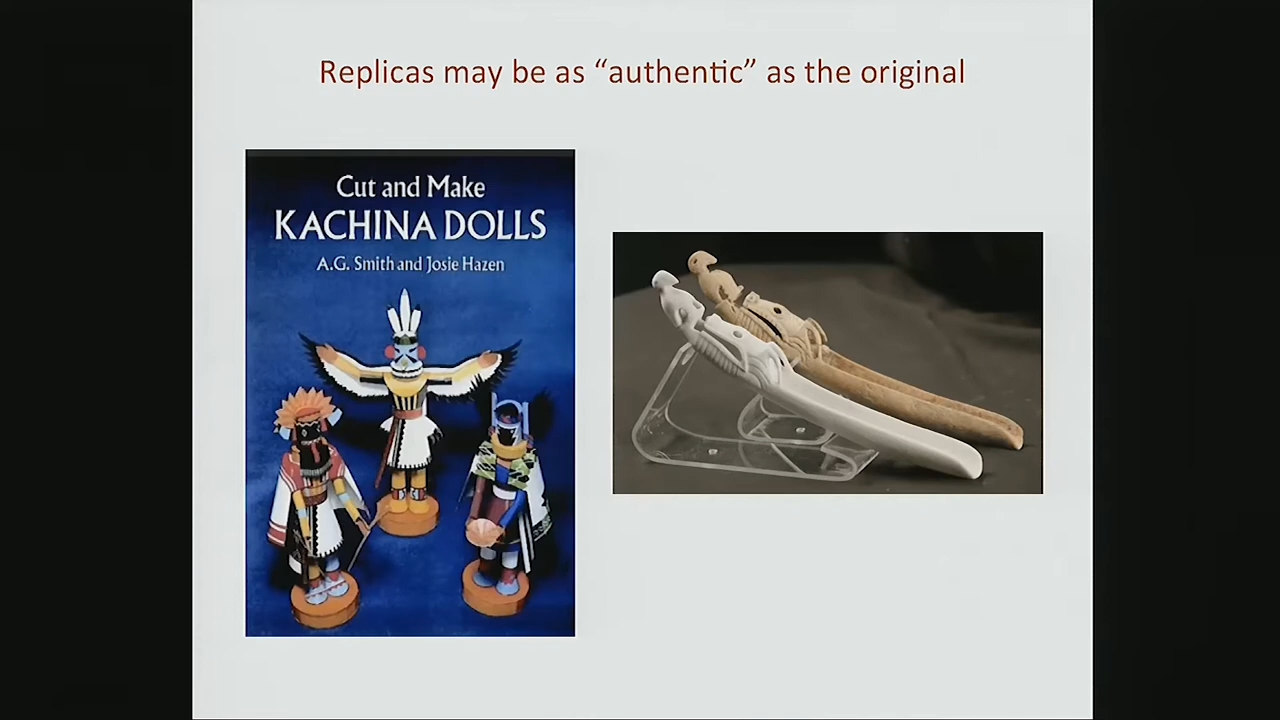 Replicas may be as “authentic” as the original
Cut and Make
KACHINA DOLLS
A.G. Smith and Josie Hazen